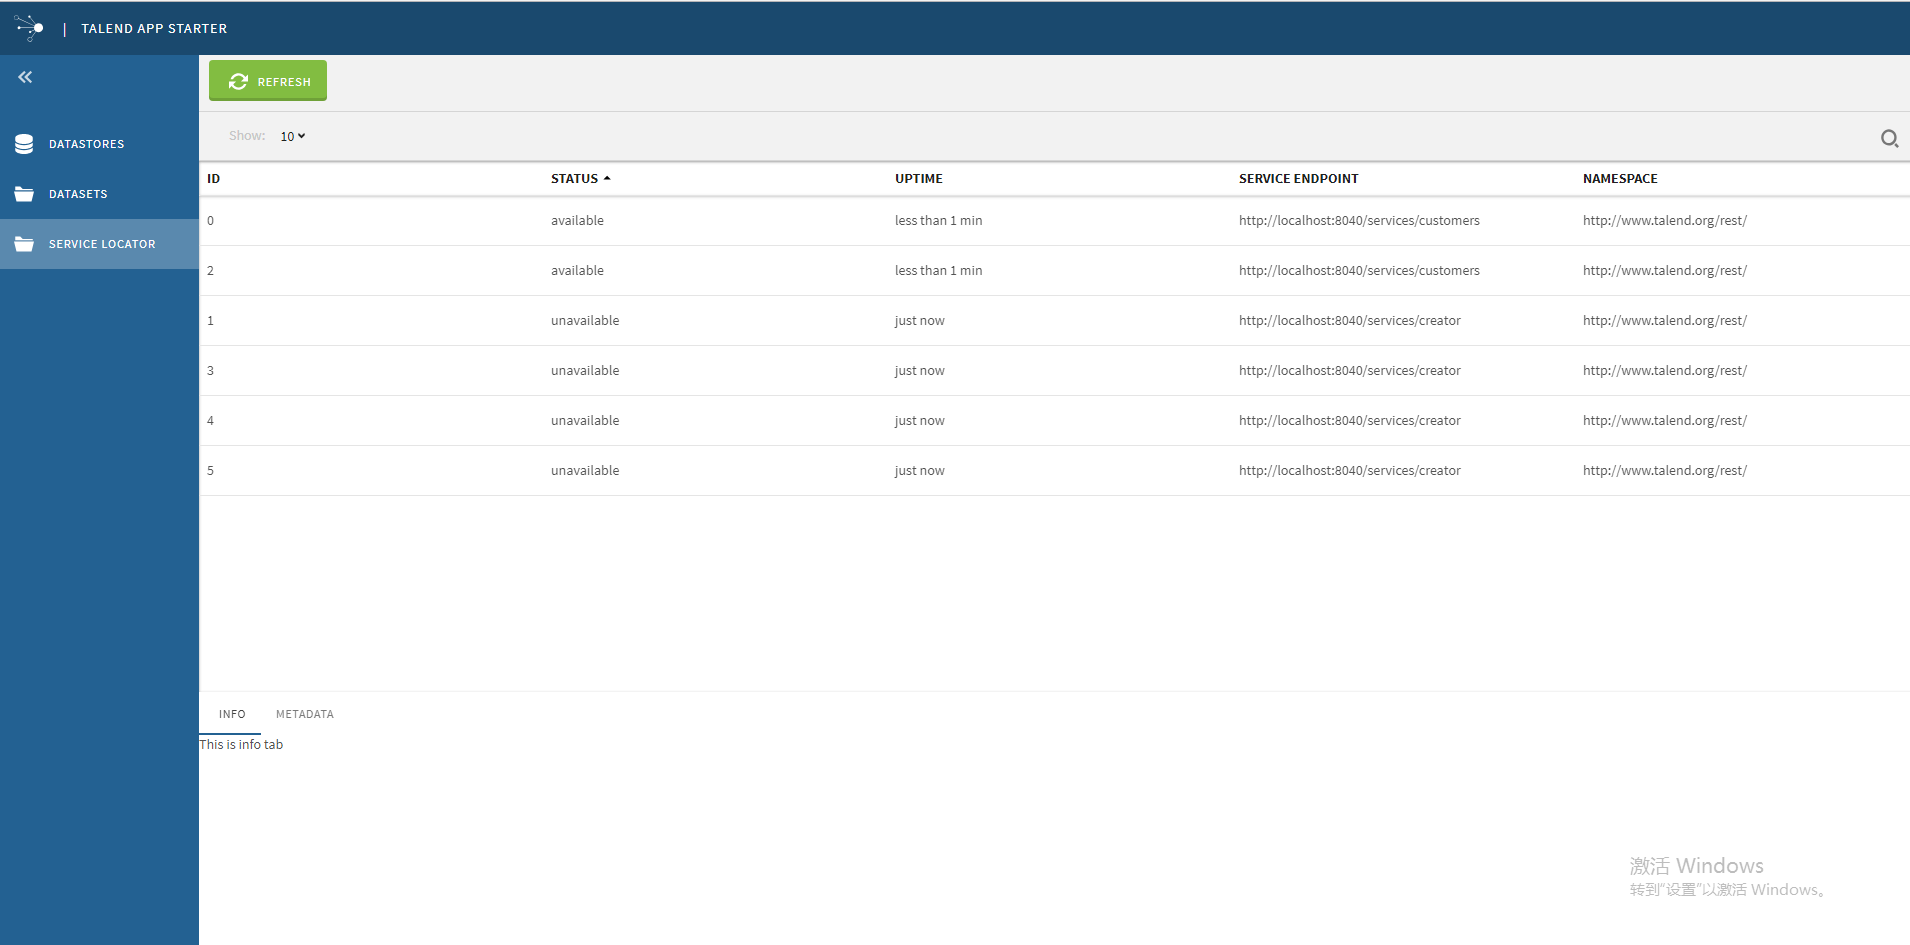 | TALEND APP STARTER
REFRESH
DATASTORES
DATASETS
SERVICE LOCATOR
Show: 10
ID STATUS UPTIME SERVICE ENDPOINT NAMESPACE
0 available less than 1 min http://localhost:8040/services/customers http://www.talend.org/rest/
2 available less than 1 min http://localhost:8040/services/customers http://www.talend.org/rest/
1 unavailable just now http://localhost:8040/services/creator http://www.talend.org/rest/
3 unavailable just now http://localhost:8040/services/creator http://www.talend.org/rest/
4 unavailable just now http://localhost:8040/services/creator http://www.talend.org/rest/
5 unavailable just now http://localhost:8040/services/creator http://www.talend.org/rest/
INFO METADATA
This is info tab
激活 Windows
转到“设置”以激活 Windows。